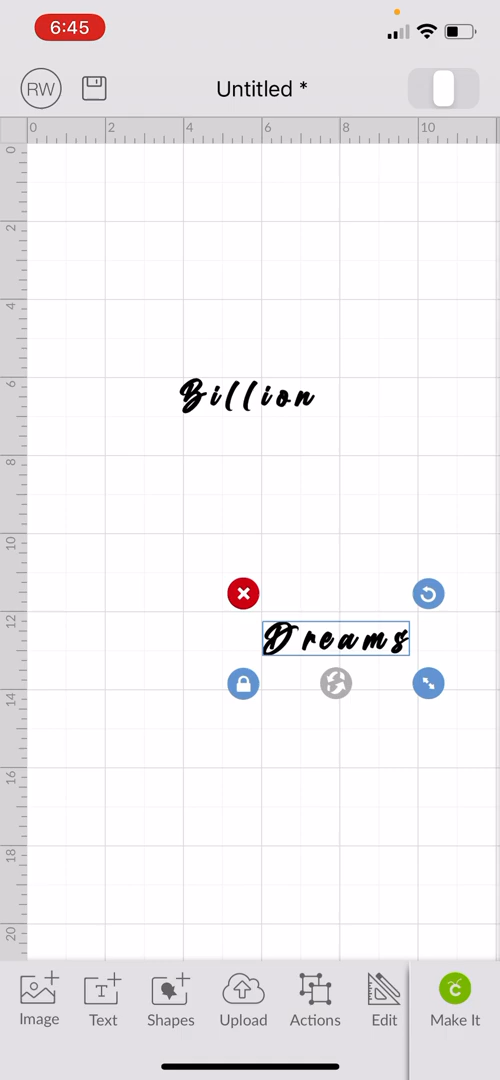 6:45
RW
Untitled *
0 2 4 6 8 10
0
2
4
6
8
10
12
14
16
18
20
Billion
Dreams
Image Text Shapes Upload Actions Edit Make It